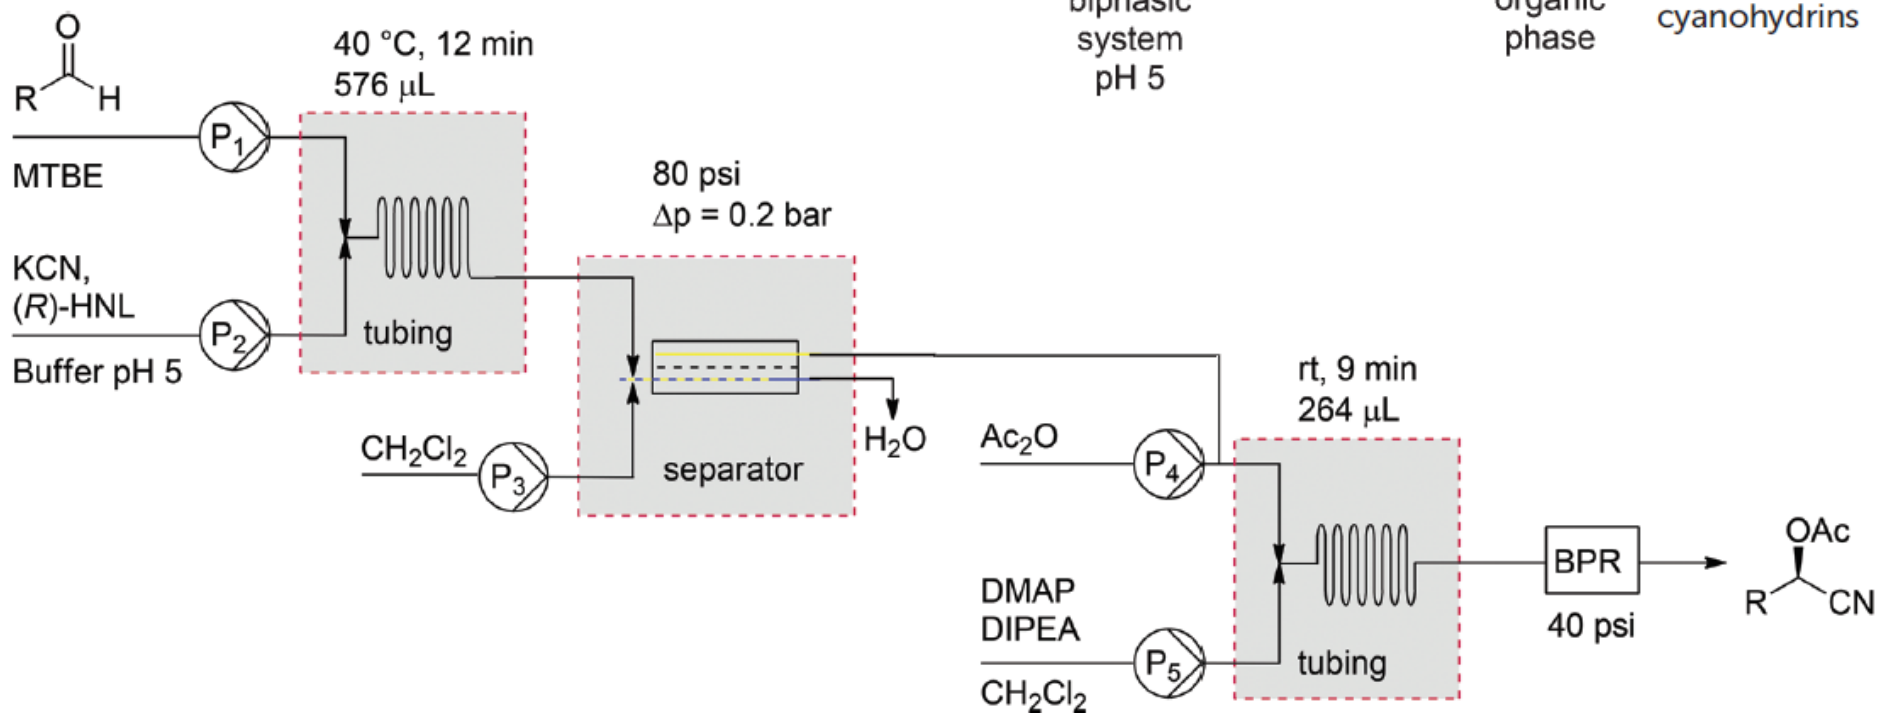 biphasic
system
pH 5
organic
phase
cyanohydrins
O
R
H
40 °C, 12 min
576 μL
P₁
MTBE
KCN,
(R)-HNL
P₂
Buffer pH 5
tubing
80 psi
Δp = 0.2 bar
CH₂Cl₂
P₃
separator
H₂O
rt, 9 min
264 μL
Ac₂O
P₄
DMAP
DIPEA
P₅
CH₂Cl₂
tubing
BPR
40 psi
OAc
R
CN